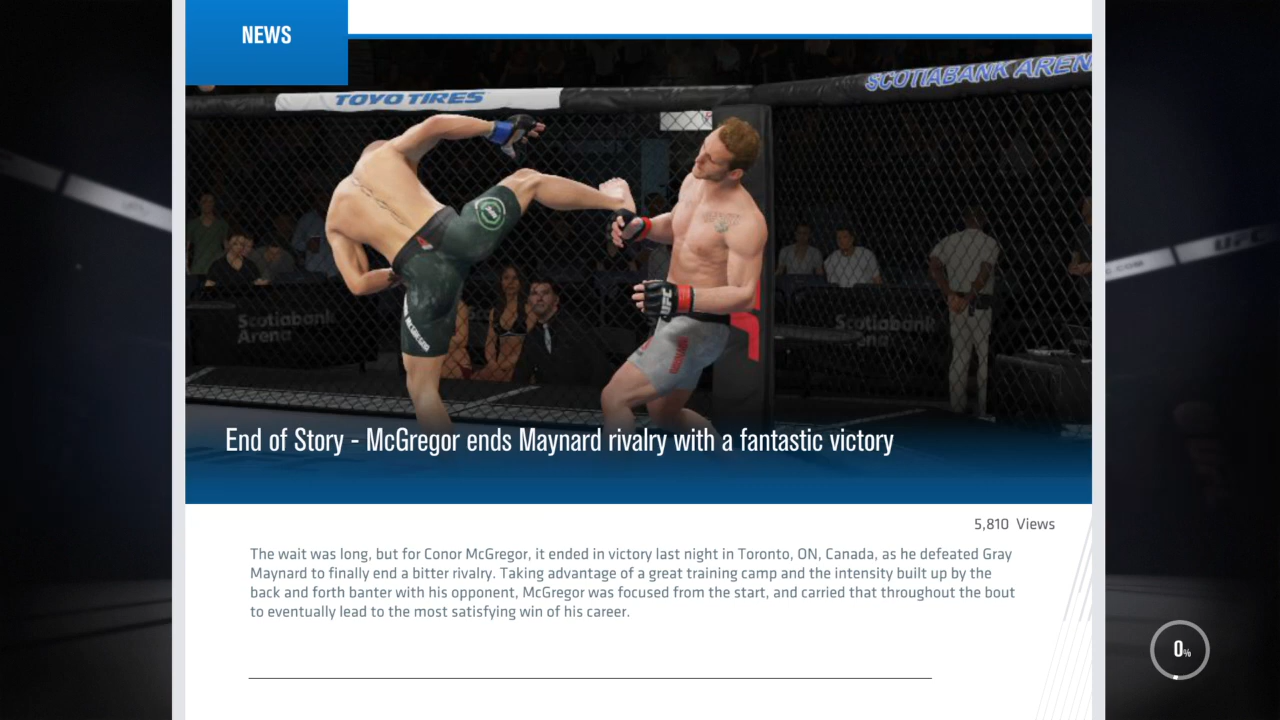 NEWS
SCOTIABANK AREN
TOYO TIRES
UFC
Scotiabank
Arena
Scotiabank
End of Story - McGregor ends Maynard rivalry with a fantastic victory
5,810 Views
The wait was long, but for Conor McGregor, it ended in victory last night in Toronto, ON, Canada, as he defeated Gray
Maynard to finally end a bitter rivalry. Taking advantage of a great training camp and the intensity built up by the
back and forth banter with his opponent, McGregor was focused from the start, and carried that throughout the bout
to eventually lead to the most satisfying win of his career.
0%